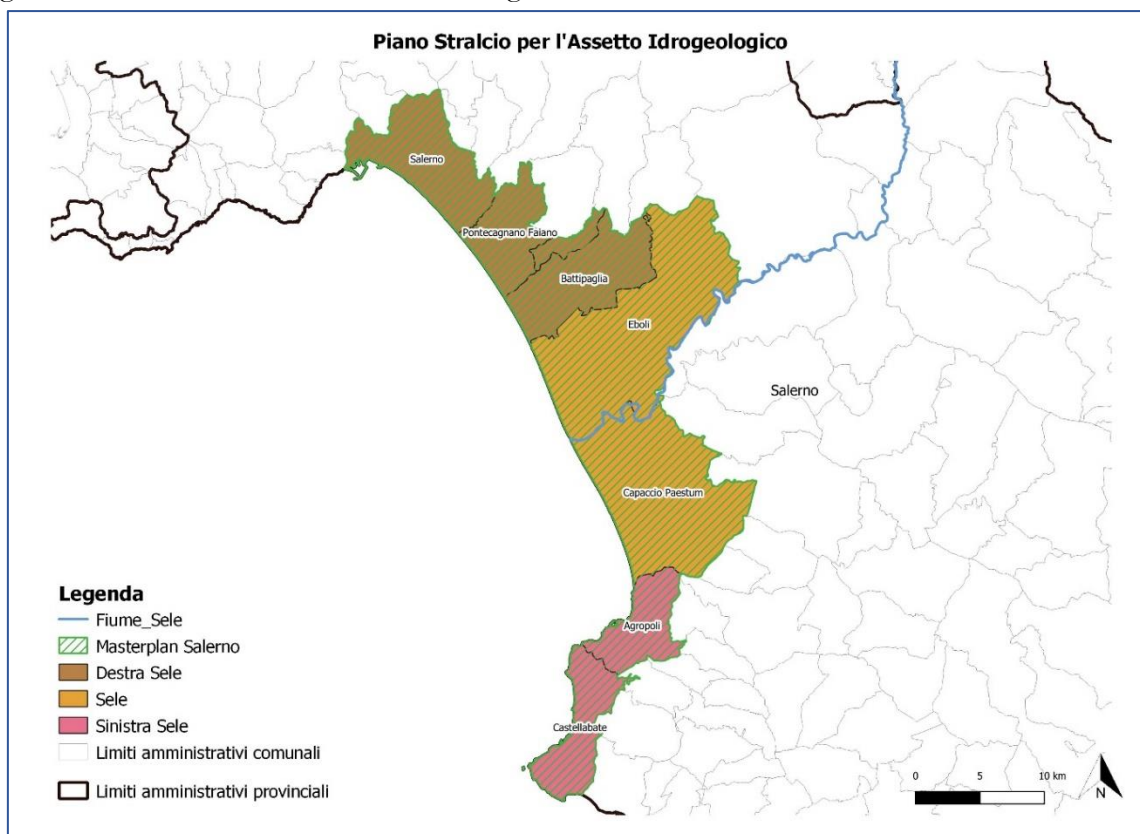 Piano Stralcio per l'Assetto Idrogeologico
Salerno
Pontecagnano Faiano
Battipaglia
Eboli
Salerno
Capaccio Paestum
Agropoli
Castellabate
Legenda
Fiume_Sele
Masterplan Salerno
Destra Sele
Sele
Sinistra Sele
Limiti amministrativi comunali
Limiti amministrativi provinciali
0 5 10 km
N